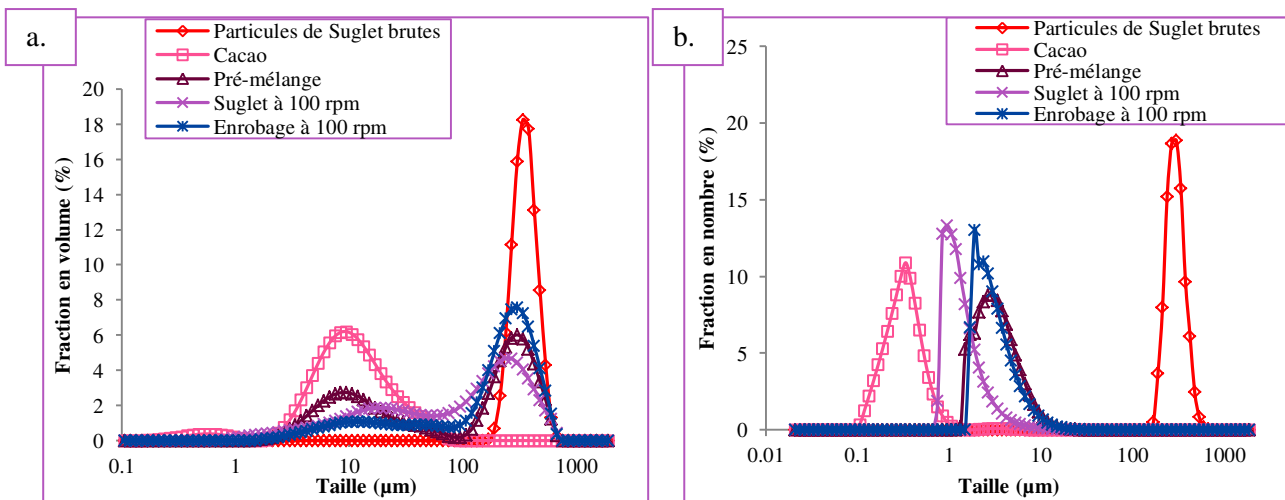 a.
Particules de Suglet brutes
Cacao
Pré-mélange
Suglet à 100 rpm
Enrobage à 100 rpm
Fraction en volume (%)
20
18
16
14
12
10
8
6
4
2
0
0.1
1
10
100
1000
Taille (µm)
b.
Particules de Suglet brutes
Cacao
Pré-mélange
Suglet à 100 rpm
Enrobage à 100 rpm
Fraction en nombre (%)
25
20
15
10
5
0
0.01
0.1
1
10
100
1000
Taille (µm)